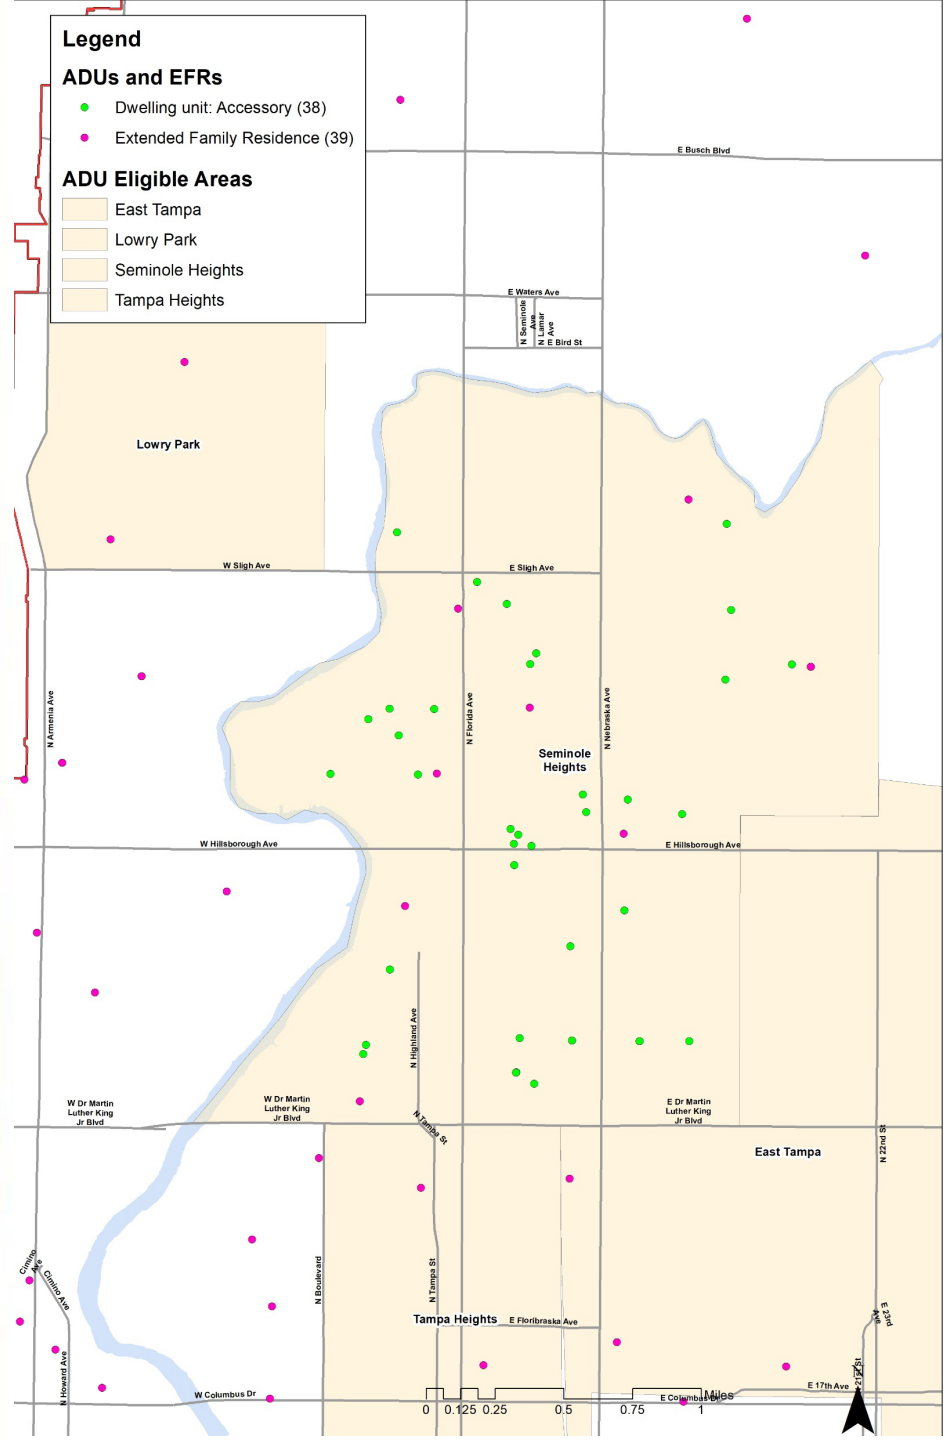 Legend
ADUs and EFRs
Dwelling unit: Accessory (38)
Extended Family Residence (39)
ADU Eligible Areas
East Tampa
Lowry Park
Seminole Heights
Tampa Heights
E Busch Blvd
E Waters Ave
N Seminole
Ave
N Lamar
Ave
E Bird St
Lowry Park
W Sligh Ave
E Sligh Ave
N Armenia Ave
N Florida Ave
N Nebraska Ave
Seminole
Heights
W Hillsborough Ave
E Hillsborough Ave
N Highland Ave
W Dr Martin
Luther King
Jr Blvd
W Dr Martin
Luther King
Jr Blvd
E Dr Martin
Luther King
Jr Blvd
N Tampa St
N 22nd St
East Tampa
Cimino
Ave
Cimino Ave
N Boulevard
N Tampa St
Tampa Heights
E Floribraska Ave
E 23rd
Ave
N Howard Ave
W Columbus Dr
E Columbus Dr
E 17th Ave
21st St
Miles
0 0.125 0.25 0.5 0.75 1